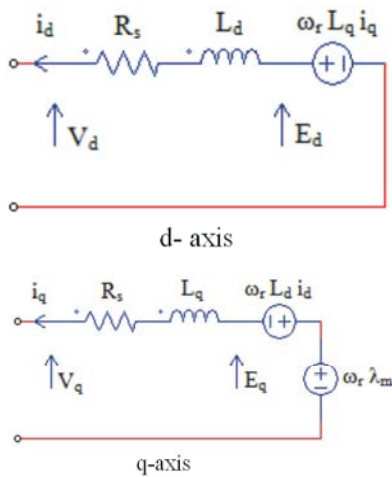 i_d R_s L_d ω_r L_q i_q
V_d E_d
d- axis
i_q R_s L_q ω_r L_d i_d
V_q E_q ω_r λ_m
q-axis